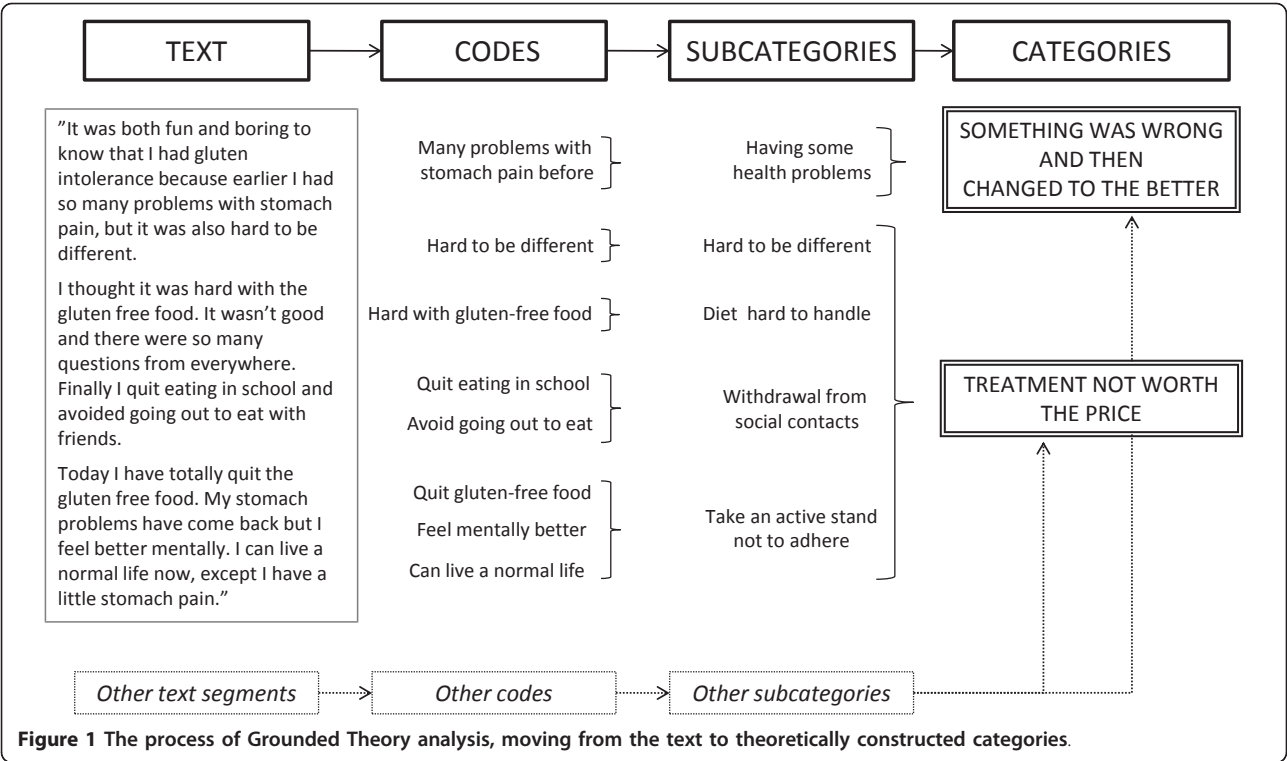 TEXT
CODES
SUBCATEGORIES
CATEGORIES
”It was both fun and boring to
know that I had gluten
intolerance because earlier I had
so many problems with stomach
pain, but it was also hard to be
different.
I thought it was hard with the
gluten free food. It wasn’t good
and there were so many
questions from everywhere.
Finally I quit eating in school and
avoided going out to eat with
friends.
Today I have totally quit the
gluten free food. My stomach
problems have come back but I
feel better mentally. I can live a
normal life now, except I have a
little stomach pain.”
Many problems with
stomach pain before
Hard to be different
Hard with gluten-free food
Quit eating in school
Avoid going out to eat
Quit gluten-free food
Feel mentally better
Can live a normal life
Having some
health problems
Hard to be different
Diet hard to handle
Withdrawal from
social contacts
Take an active stand
not to adhere
SOMETHING WAS WRONG
AND THEN
CHANGED TO THE BETTER
TREATMENT NOT WORTH
THE PRICE
Other text segments
Other codes
Other subcategories
Figure 1 The process of Grounded Theory analysis, moving from the text to theoretically constructed categories.